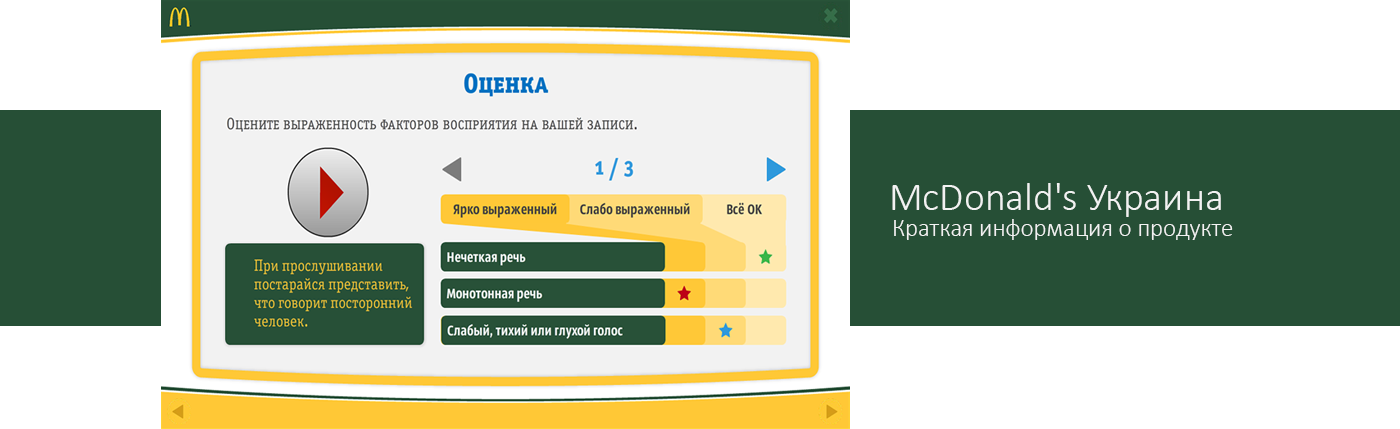 Оценка
Оцените выраженность факторов восприятия на вашей записи.
1 / 3
Ярко выраженный Слабо выраженный Всё ОК
Нечеткая речь
Монотонная речь
Слабый, тихий или глухой голос
При прослушивании
постарайся представить,
что говорит посторонний
человек.
McDonald's Украина
Краткая информация о продукте